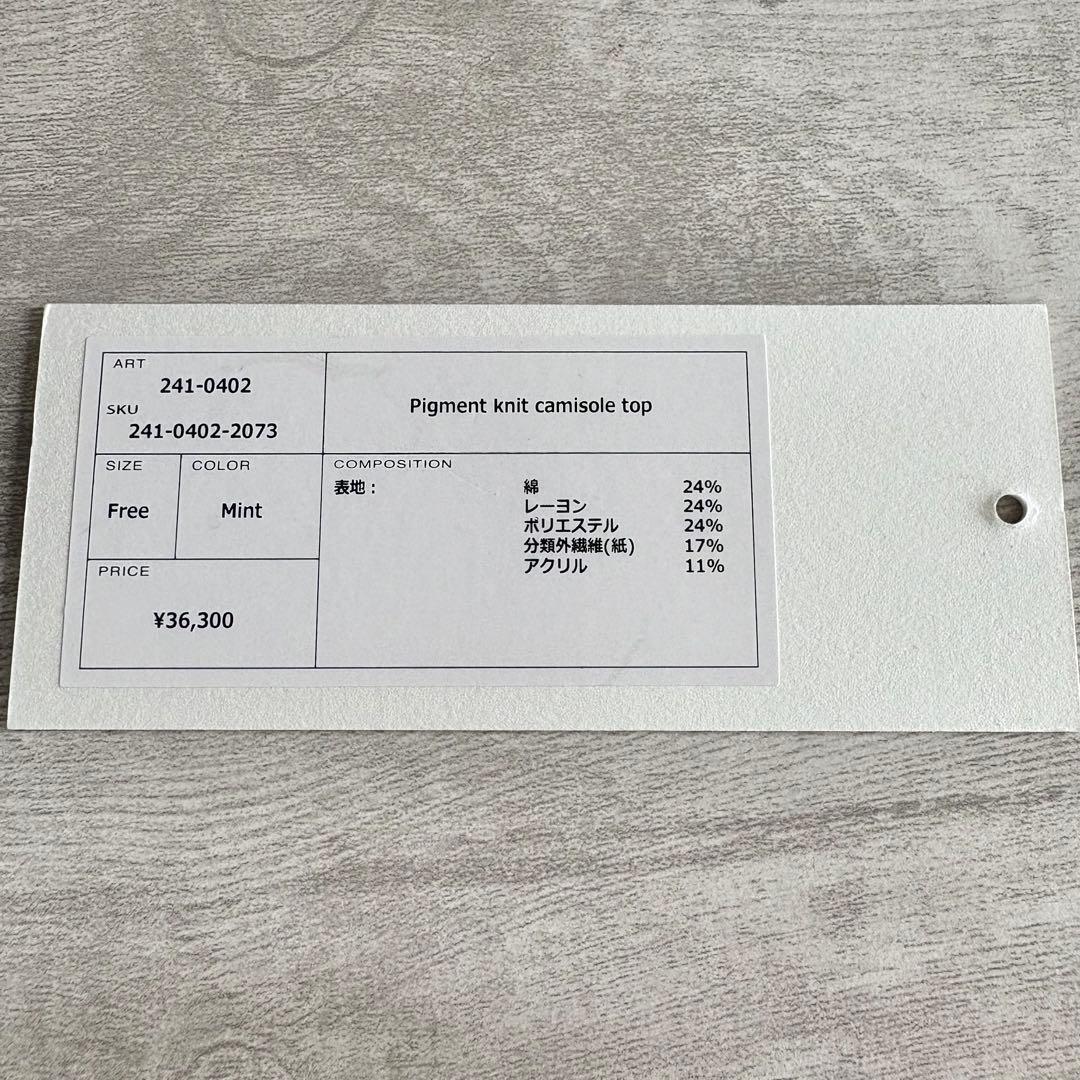 ART
241-0402
SKU
241-0402-2073
Pigment knit camisole top
SIZE
Free
COLOR
Mint
PRICE
¥36,300
COMPOSITION
表地：
綿 24%
レーヨン 24%
ポリエステル 24%
分類外繊維(紙) 17%
アクリル 11%